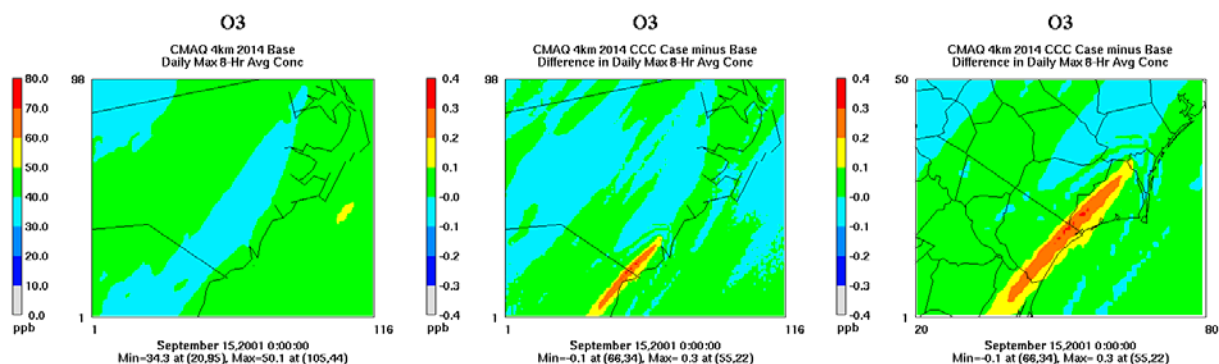 O3
CMAQ 4km 2014 Base
Daily Max 8-Hr Avg Conc
80.0
70.0
60.0
50.0
40.0
30.0
20.0
10.0
0.0
ppb
98
1
1
116
September 15,2001 0:00:00
Min=34.3 at (20,85), Max=50.1 at (105,44)
O3
CMAQ 4km 2014 CCC Case minus Base
Difference in Daily Max 8-Hr Avg Conc
0.4
0.3
0.2
0.1
-0.0
-0.1
-0.2
-0.3
-0.4
ppb
98
1
1
116
September 15,2001 0:00:00
Min=-0.1 at (66,34), Max= 0.3 at (55,22)
O3
CMAQ 4km 2014 CCC Case minus Base
Difference in Daily Max 8-Hr Avg Conc
0.4
0.3
0.2
0.1
-0.0
-0.1
-0.2
-0.3
-0.4
ppb
50
1
20
80
September 15,2001 0:00:00
Min=-0.1 at (66,34), Max= 0.3 at (55,22)